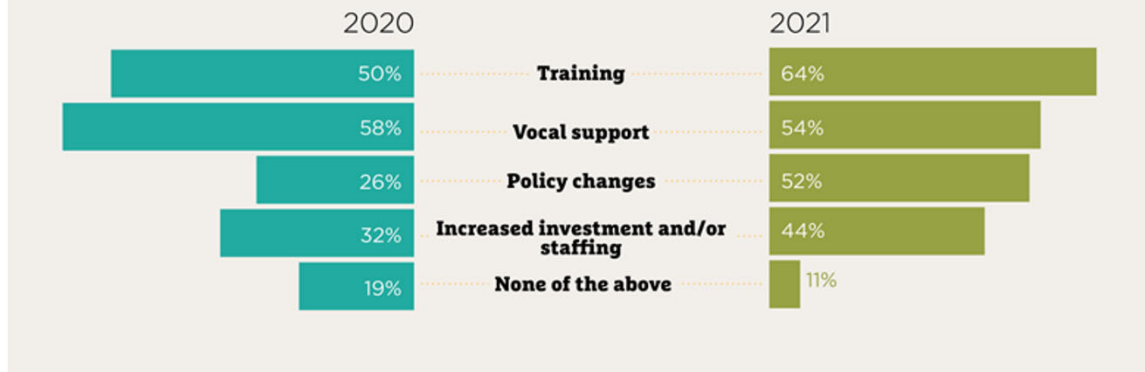 2020 2021
50% Training 64%
58% Vocal support 54%
26% Policy changes 52%
32% Increased investment and/or 44%
staffing
19% None of the above 11%